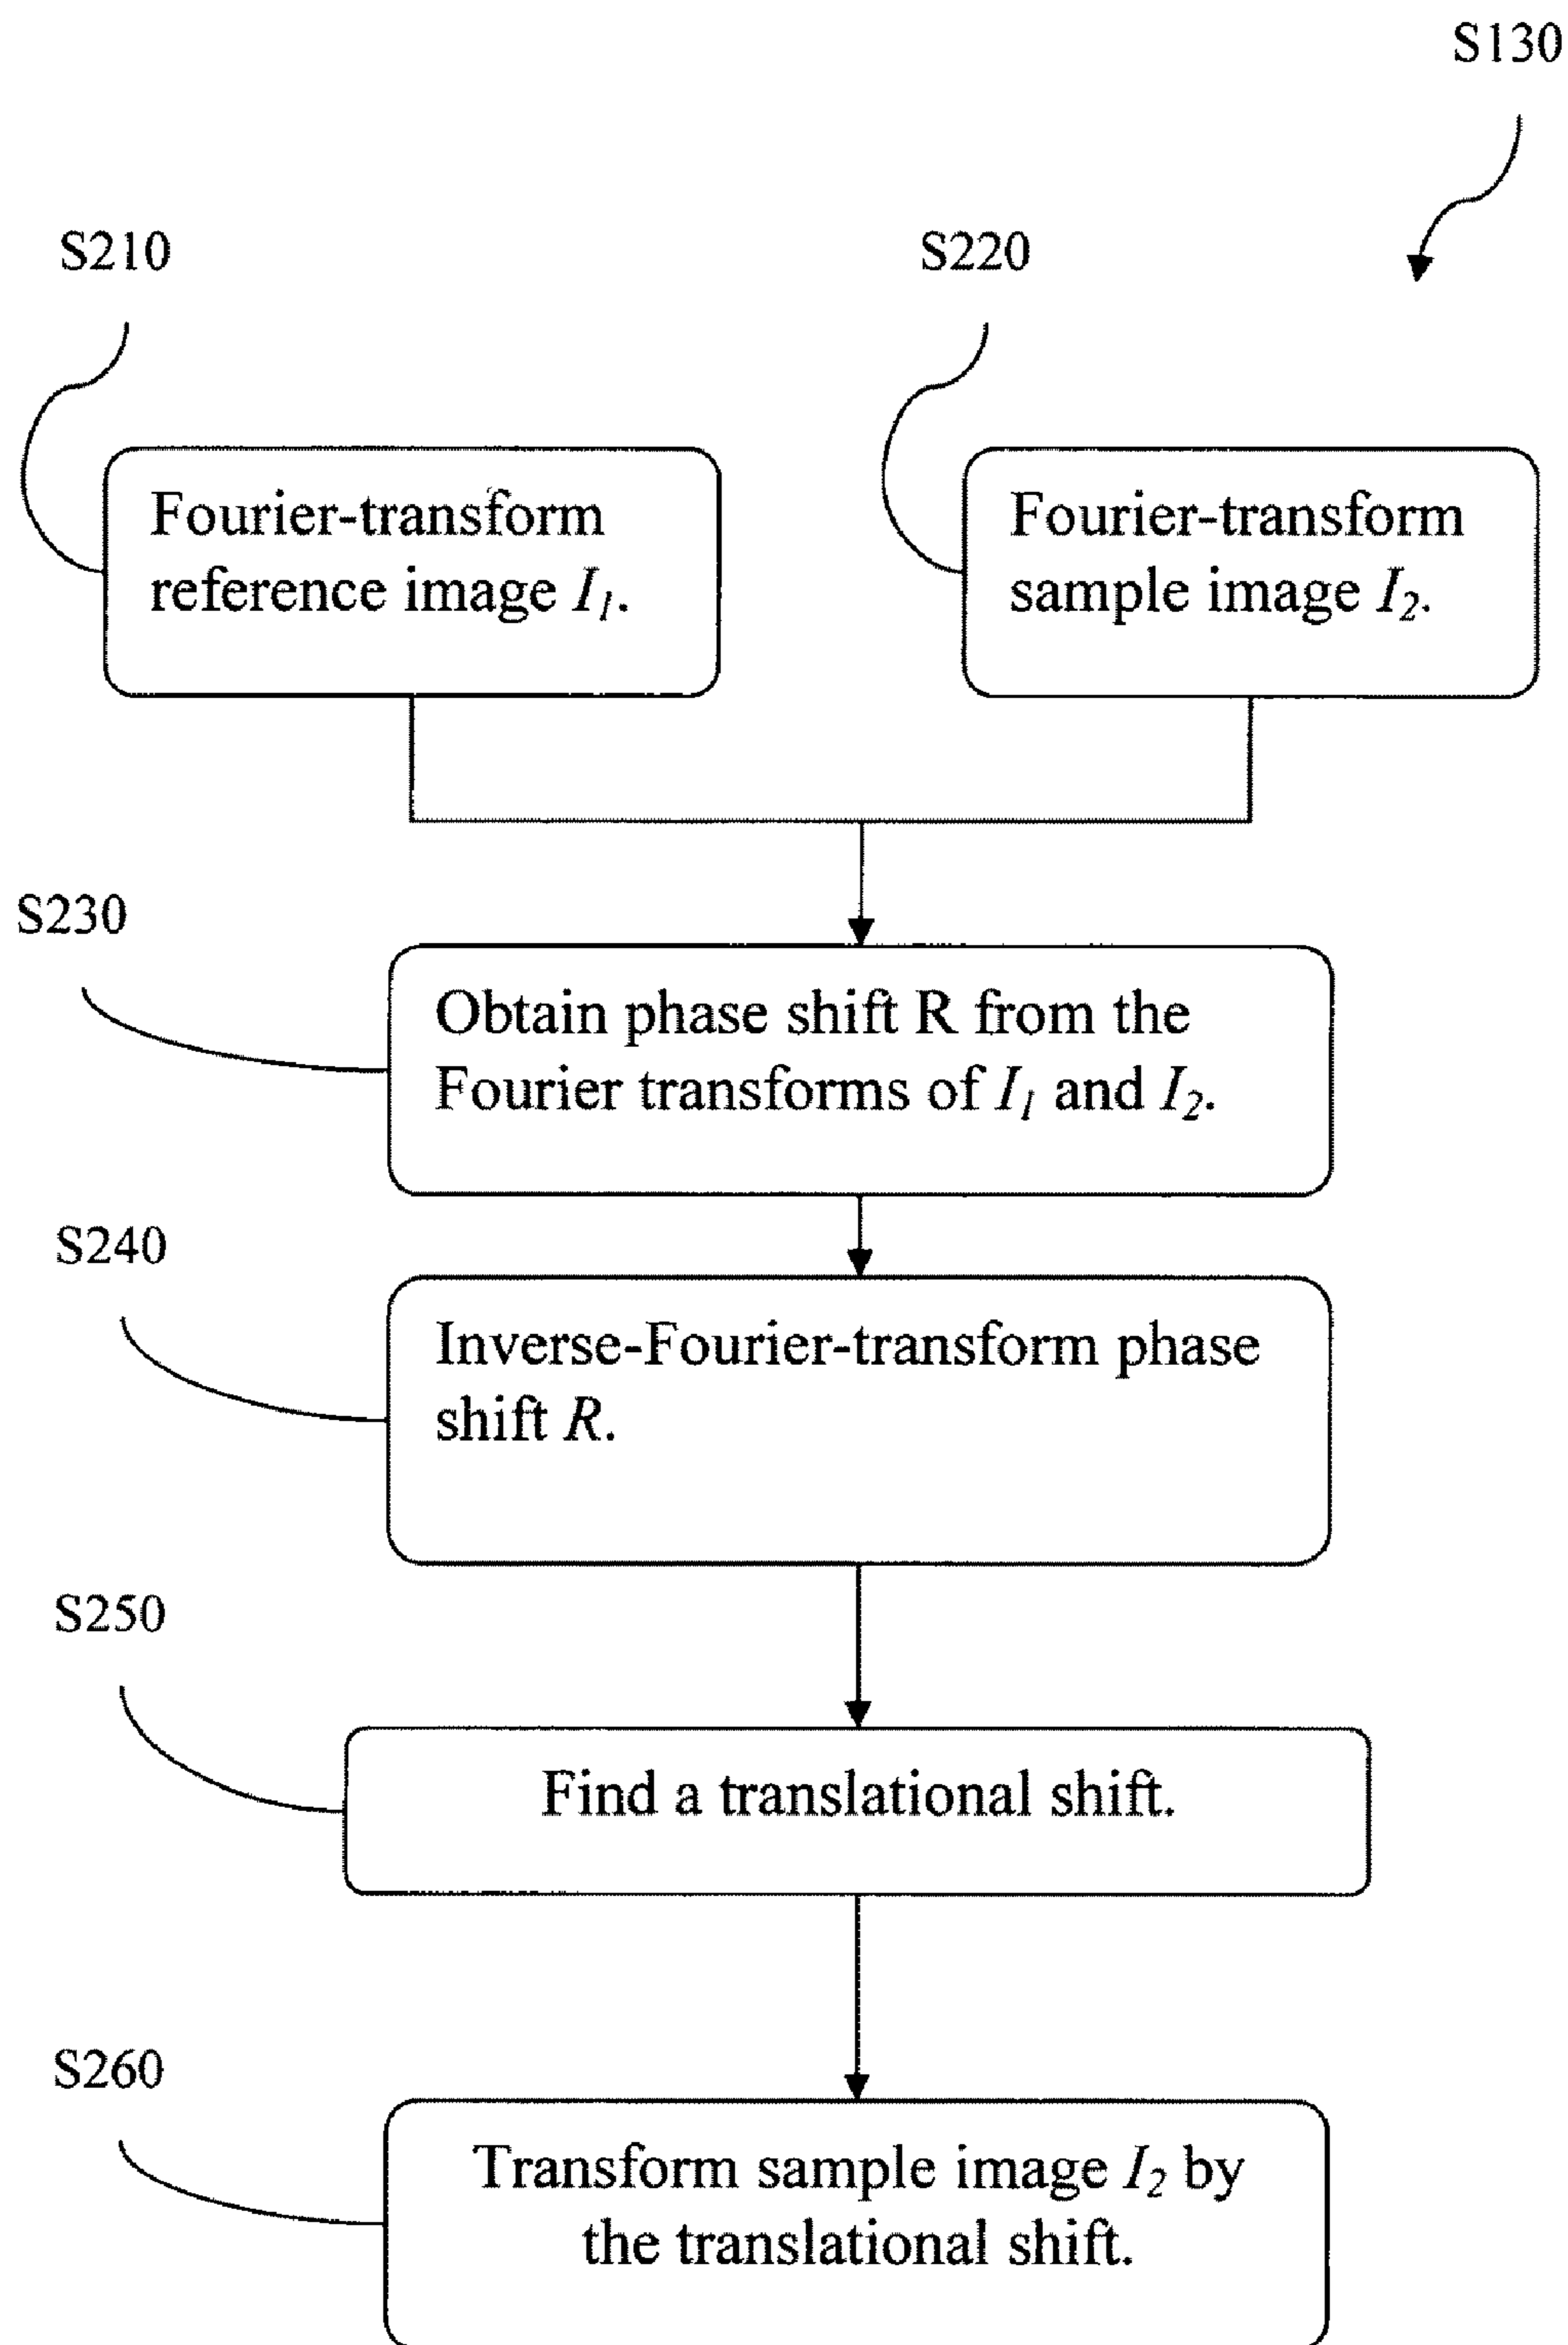 S130
S210
S220
Fourier-transform
reference image I₁.
Fourier-transform
sample image I₂.
S230
Obtain phase shift R from the
Fourier transforms of I₁ and I₂.
S240
Inverse-Fourier-transform phase
shift R.
S250
Find a translational shift.
S260
Transform sample image I₂ by
the translational shift.